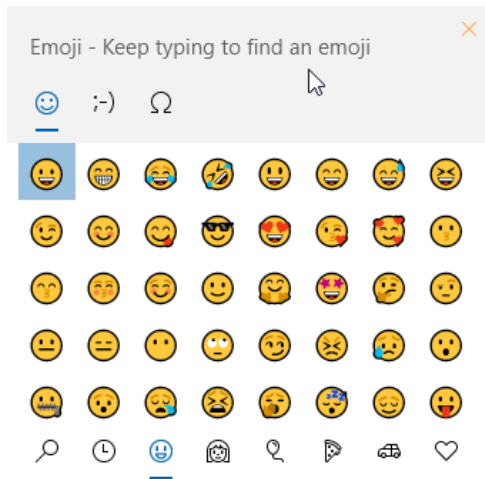 Emoji - Keep typing to find an emoji
;-) Ω